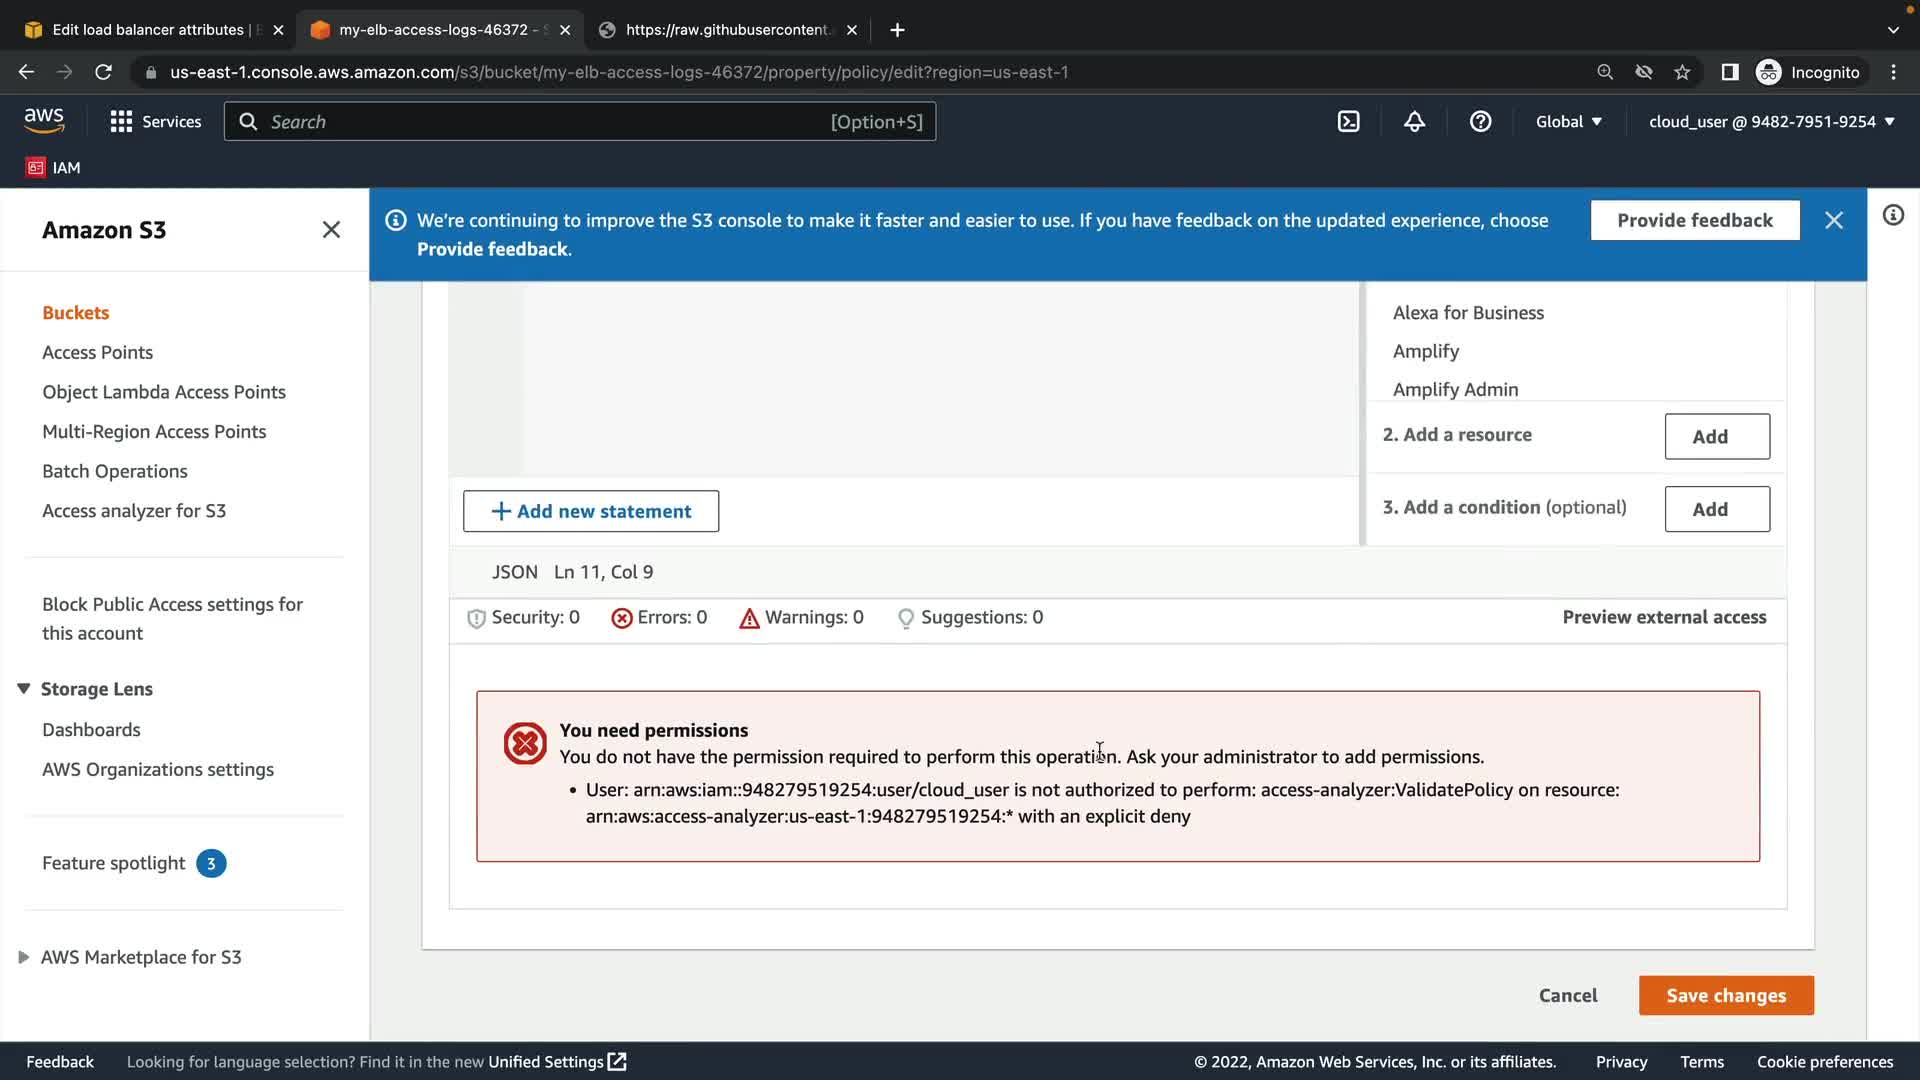 Edit load balancer attributes |
my-elb-access-logs-46372 -
https://raw.githubusercontent.
us-east-1.console.aws.amazon.com/s3/bucket/my-elb-access-logs-46372/property/policy/edit?region=us-east-1
Incognito
aws
Services
Search
[Option+S]
Global
cloud_user @ 9482-7951-9254
IAM
Amazon S3
We're continuing to improve the S3 console to make it faster and easier to use. If you have feedback on the updated experience, choose
Provide feedback.
Provide feedback
Buckets
Access Points
Object Lambda Access Points
Multi-Region Access Points
Batch Operations
Access analyzer for S3
Block Public Access settings for
this account
Storage Lens
Dashboards
AWS Organizations settings
Feature spotlight 3
AWS Marketplace for S3
Alexa for Business
Amplify
Amplify Admin
2. Add a resource
Add
+ Add new statement
3. Add a condition (optional)
Add
JSON Ln 11, Col 9
Security: 0 Errors: 0 Warnings: 0 Suggestions: 0
Preview external access
You need permissions
You do not have the permission required to perform this operation. Ask your administrator to add permissions.
• User: arn:aws:iam::948279519254:user/cloud_user is not authorized to perform: access-analyzer:ValidatePolicy on resource:
arn:aws:access-analyzer:us-east-1:948279519254:* with an explicit deny
Cancel
Save changes
Feedback
Looking for language selection? Find it in the new Unified Settings
© 2022, Amazon Web Services, Inc. or its affiliates.
Privacy
Terms
Cookie preferences